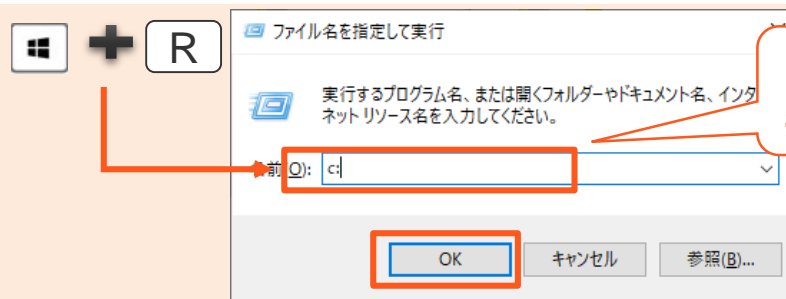 R
ファイル名を指定して実行
実行するプログラム名、または開くフォルダーやドキュメント名、インタ
ネット リソース名を入力してください。
前(O):
c:
OK
キャンセル
参照(B)...